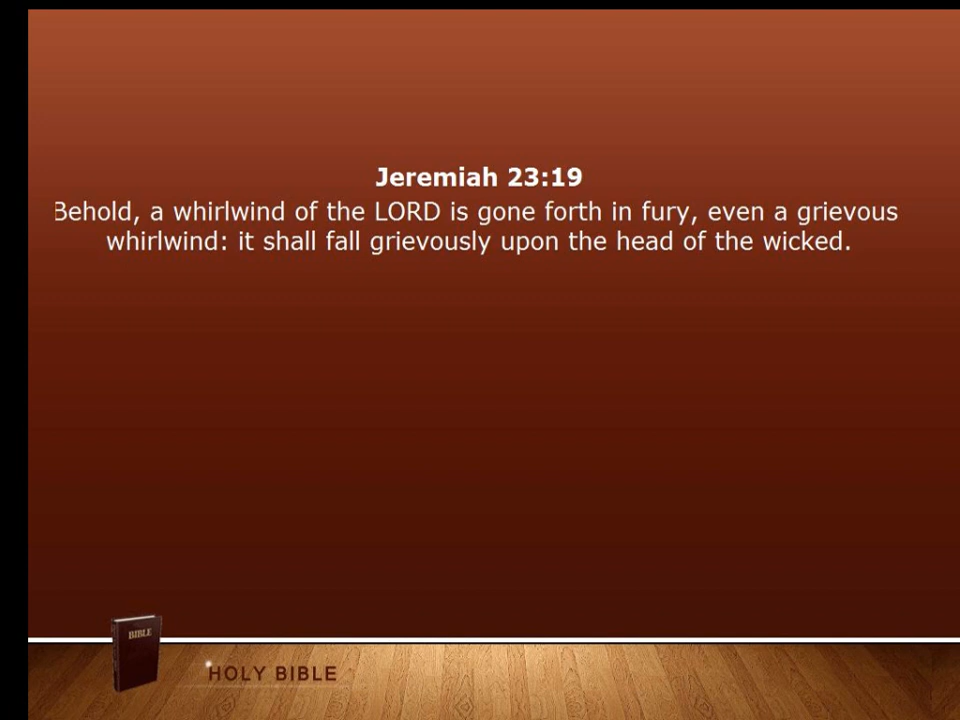 Jeremiah 23:19
Behold, a whirlwind of the LORD is gone forth in fury, even a grievous
whirlwind: it shall fall grievously upon the head of the wicked.
BIBLE
HOLY BIBLE